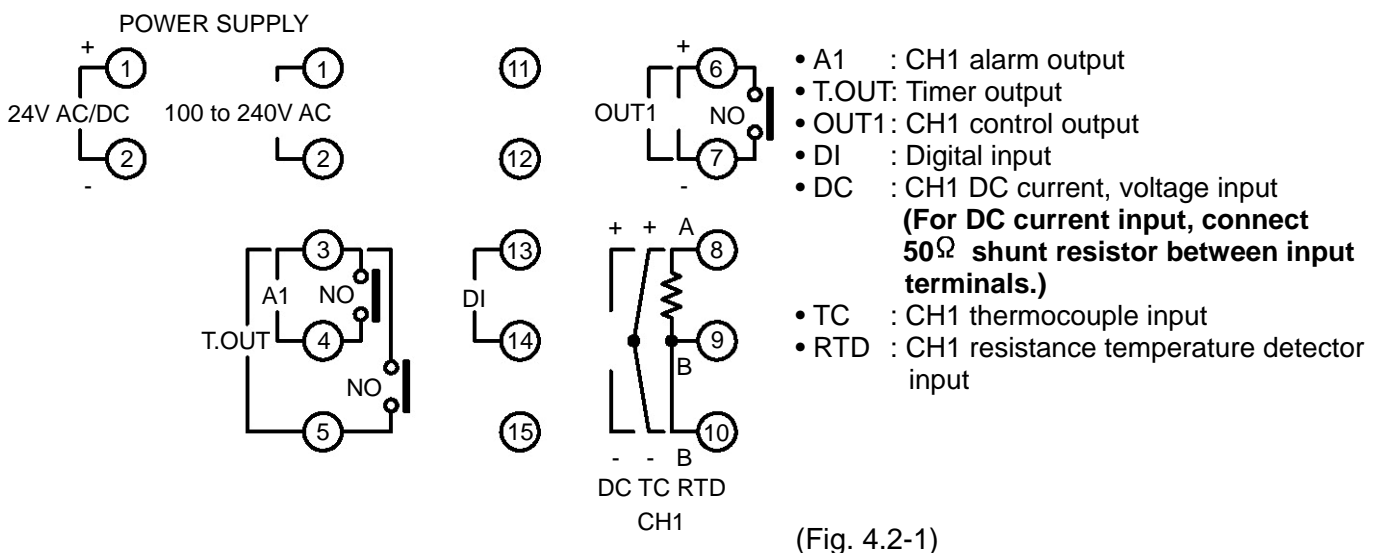 POWER SUPPLY
+ 1 1 11 + 6
24V AC/DC 100 to 240V AC OUT1 NO
2 2 12 7
- -
3 13 + + A 8
A1 NO DI
T.OUT 4 14 9
B
NO
5 15 10
- - B
DC TC RTD
CH1
• A1 : CH1 alarm output
• T.OUT: Timer output
• OUT1: CH1 control output
• DI : Digital input
• DC : CH1 DC current, voltage input
(For DC current input, connect
50Ω shunt resistor between input
terminals.)
• TC : CH1 thermocouple input
• RTD : CH1 resistance temperature detector
input
(Fig. 4.2-1)